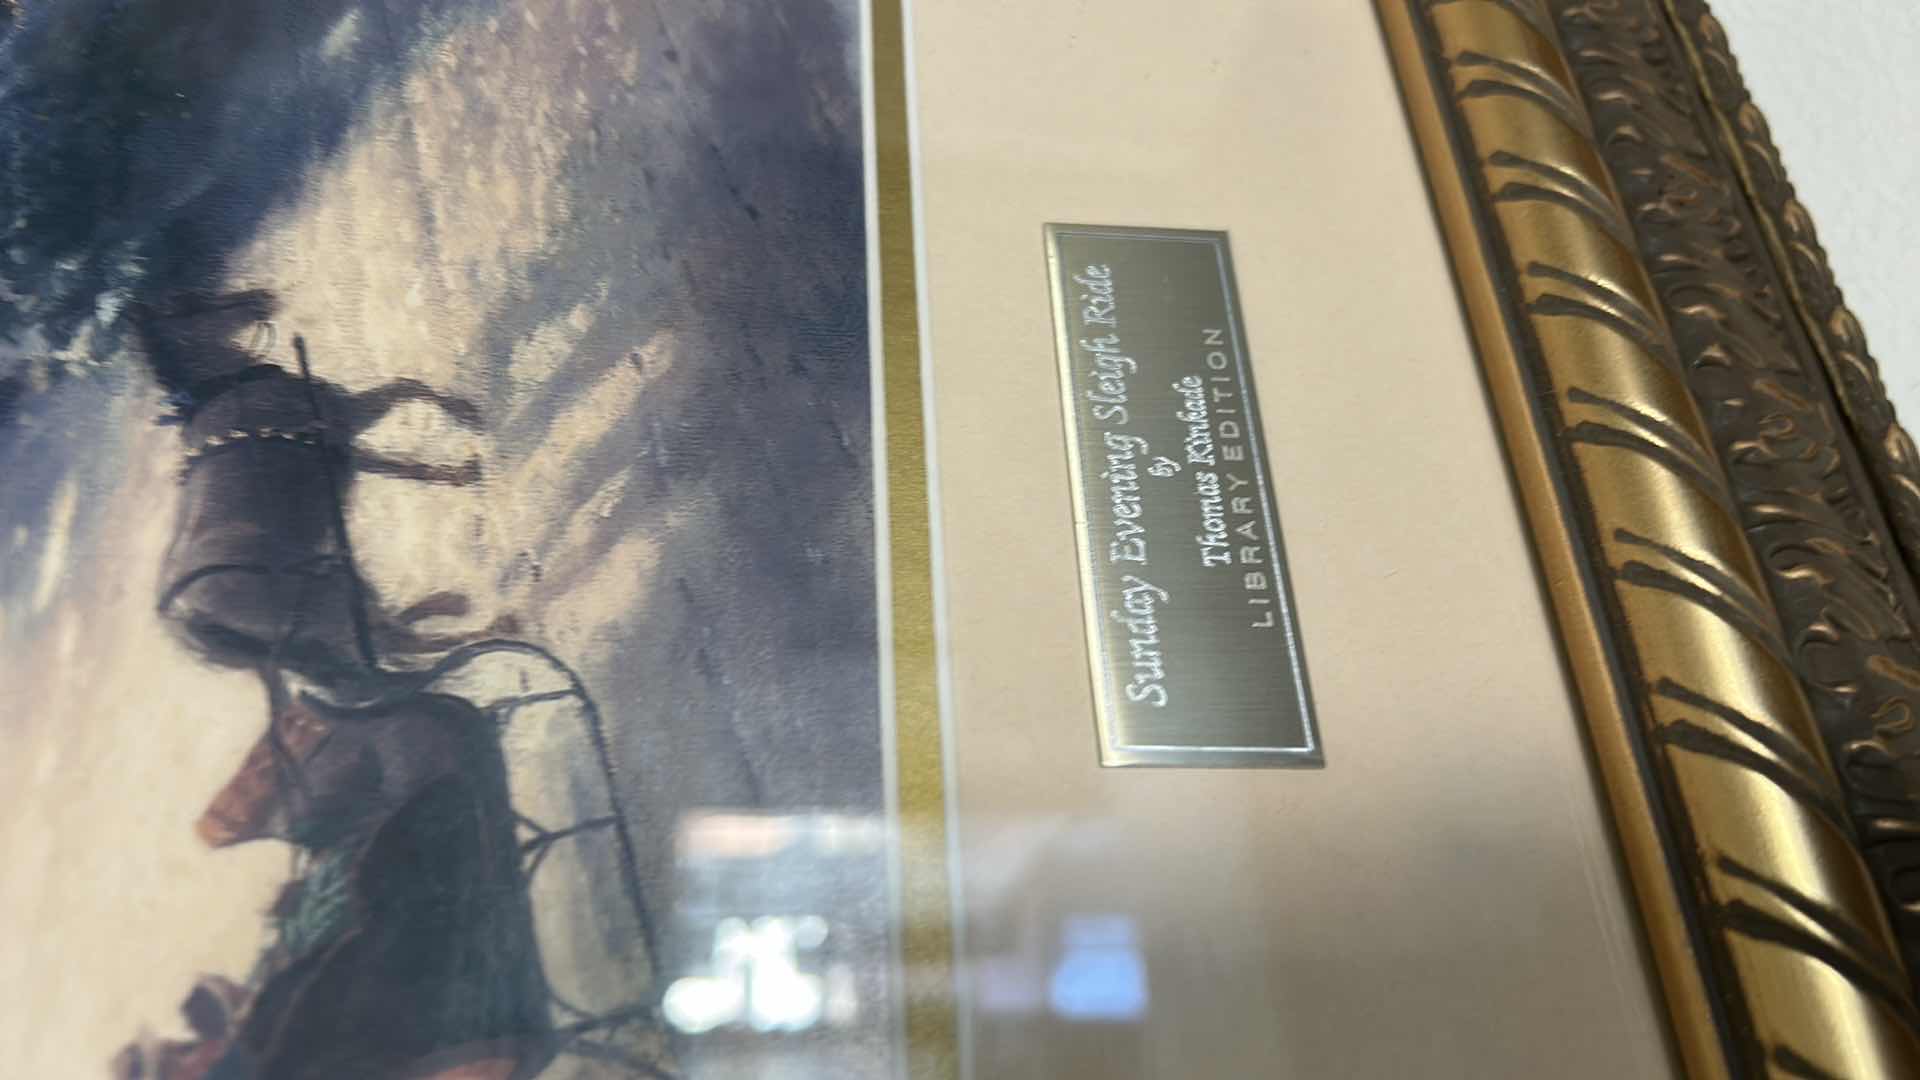 Sunday Evening Sleigh Ride
by
Thomas Kinkade
LIBRARY EDITION